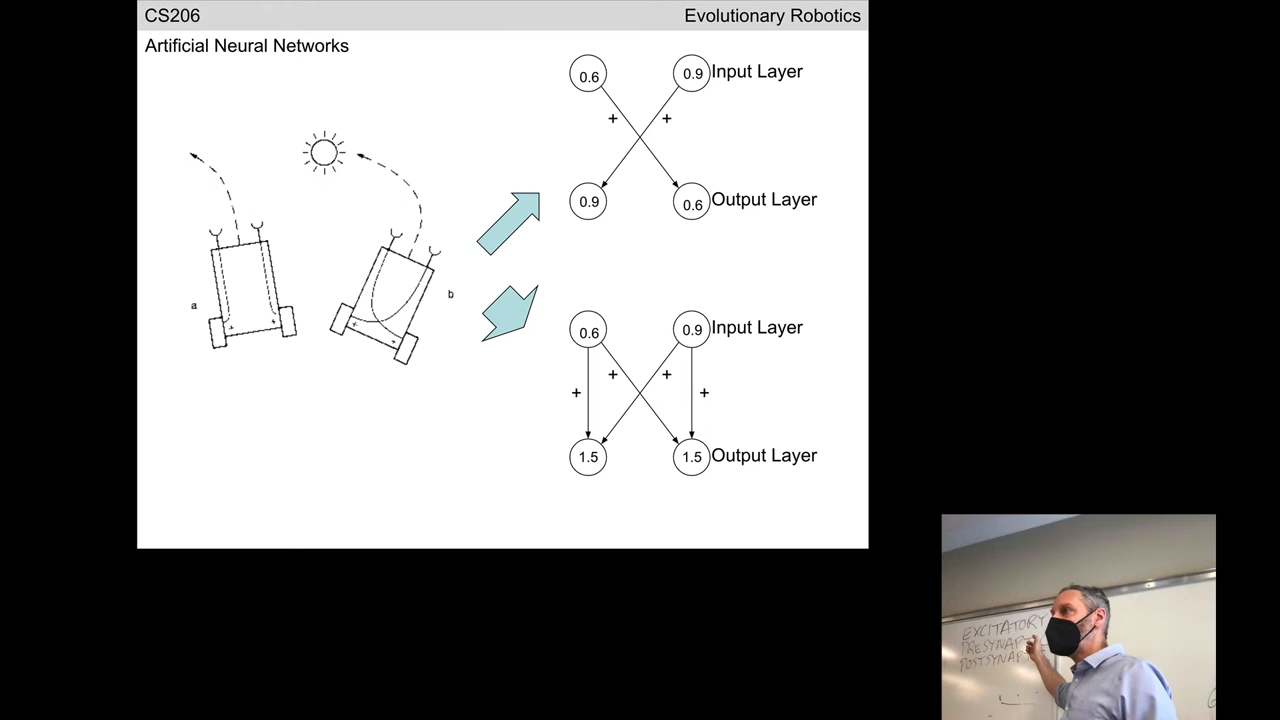 CS206
Evolutionary Robotics
Artificial Neural Networks
a
b
+ +
+ +
0.6 0.9 Input Layer
+ +
0.9 0.6 Output Layer
0.6 0.9 Input Layer
+ +
+ +
1.5 1.5 Output Layer
EXCITATORY